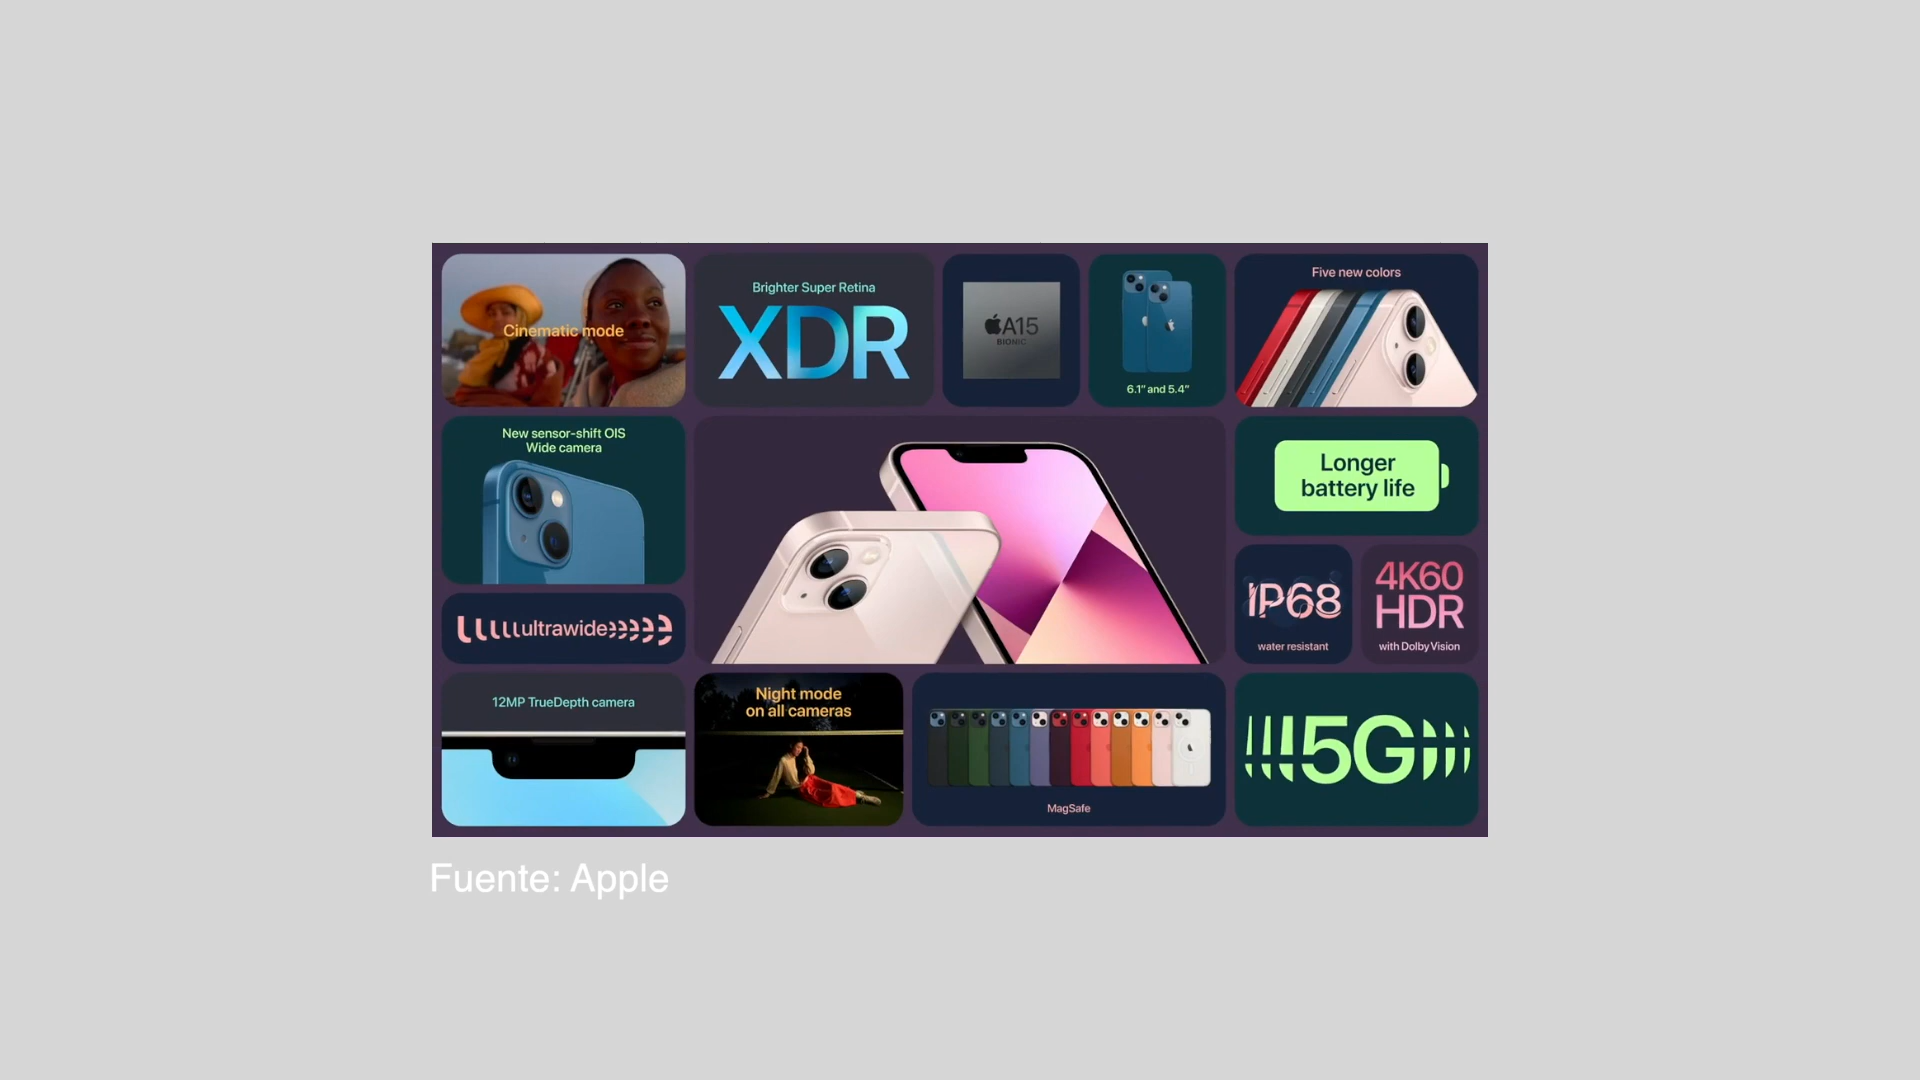 Cinematic mode
Brighter Super Retina
XDR
A15
BIONIC
6.1" and 5.4"
Five new colors
New sensor-shift OIS
Wide camera
Longer
battery life
ultrawide
IP68
water resistant
4K60
HDR
with Dolby Vision
12MP TrueDepth camera
Night mode
on all cameras
MagSafe
5G
Fuente: Apple